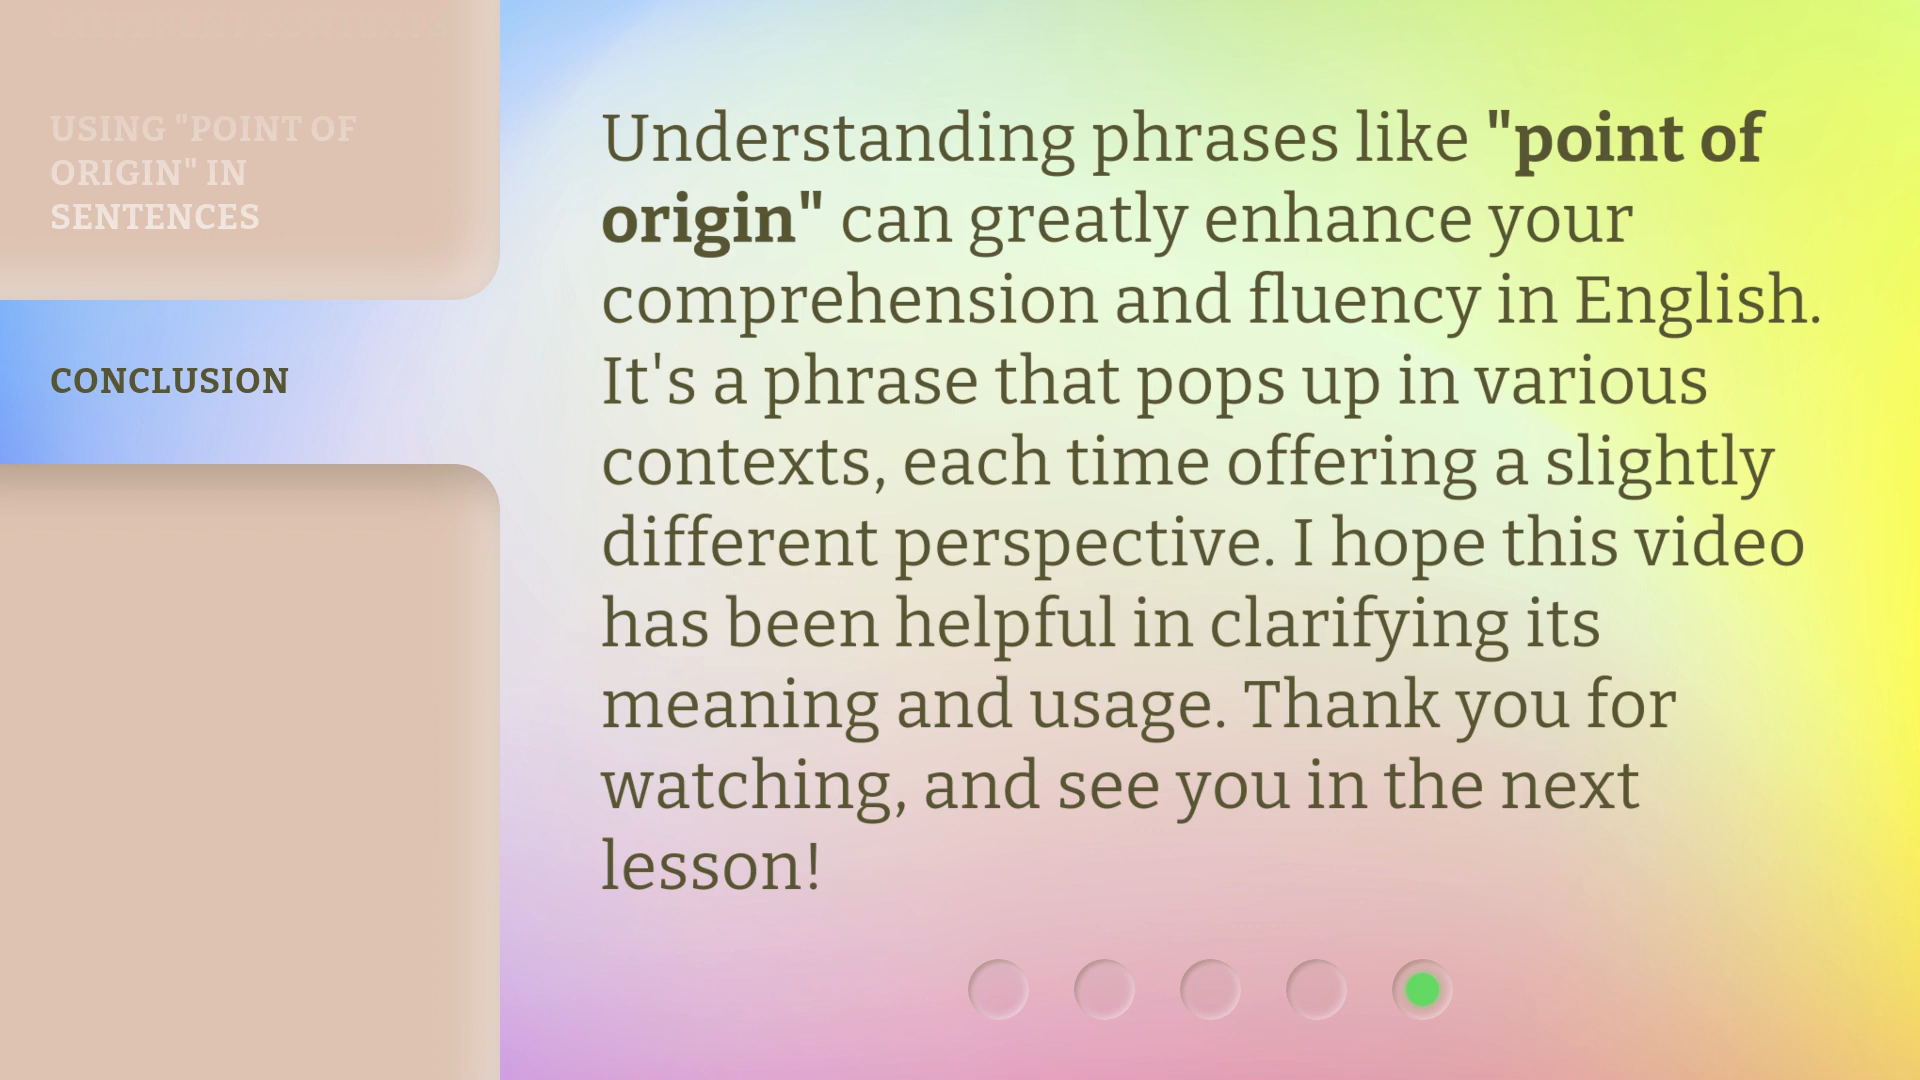 USING "POINT OF
ORIGIN" IN
SENTENCES
CONCLUSION
Understanding phrases like "point of
origin" can greatly enhance your
comprehension and fluency in English.
It's a phrase that pops up in various
contexts, each time offering a slightly
different perspective. I hope this video
has been helpful in clarifying its
meaning and usage. Thank you for
watching, and see you in the next
lesson!